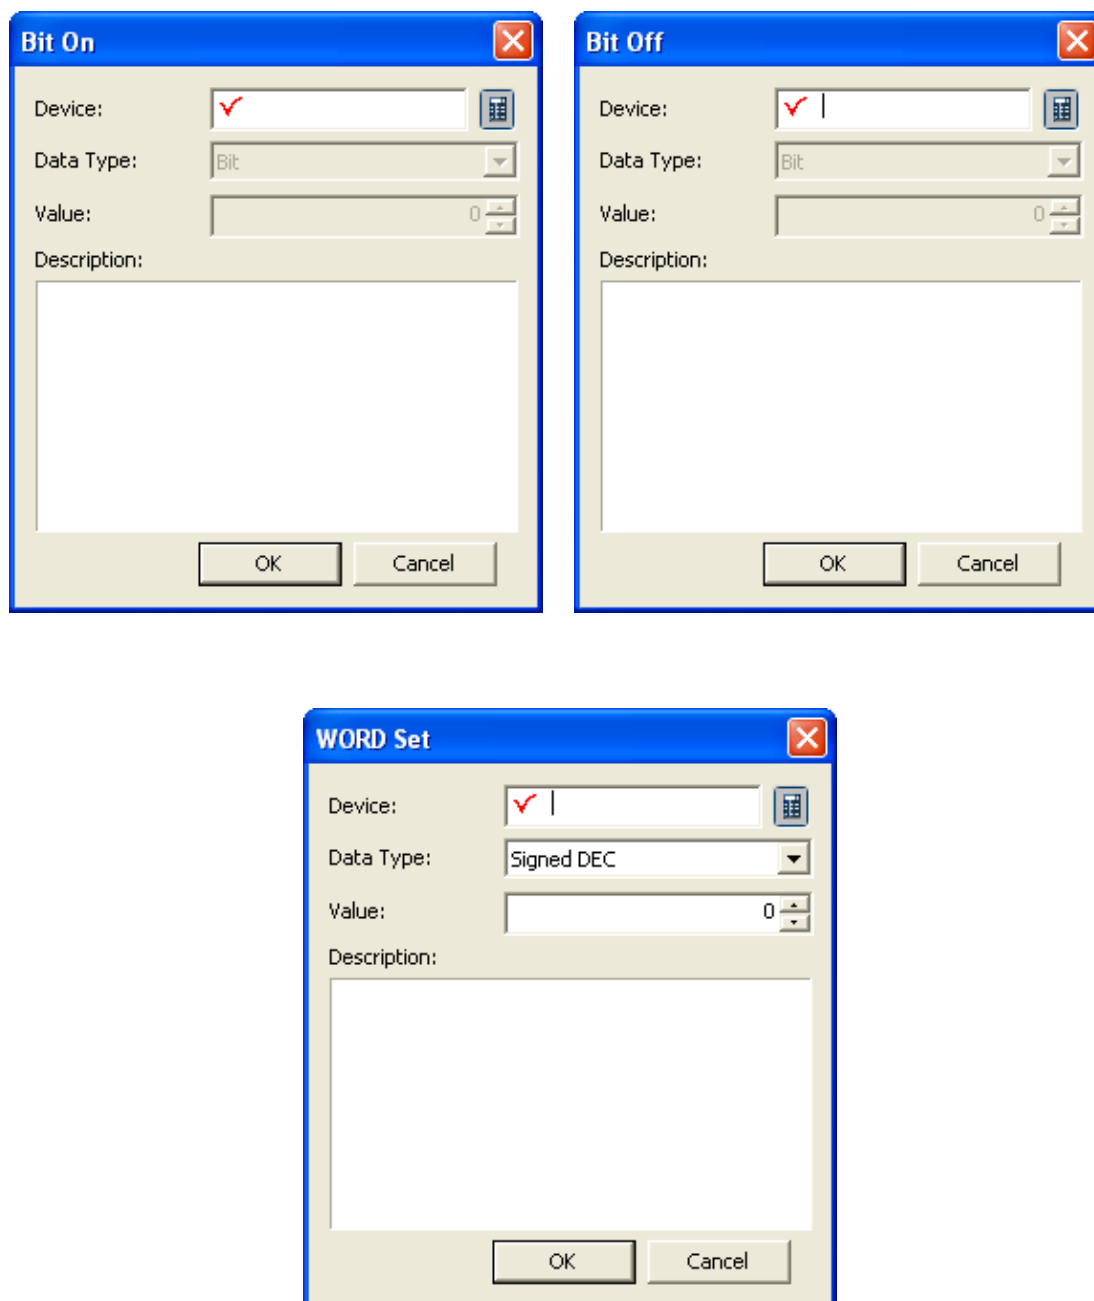 Bit On
Device:
Data Type: Bit
Value: 0
Description:
OK Cancel
Bit Off
Device:
Data Type: Bit
Value: 0
Description:
OK Cancel
WORD Set
Device:
Data Type: Signed DEC
Value: 0
Description:
OK Cancel